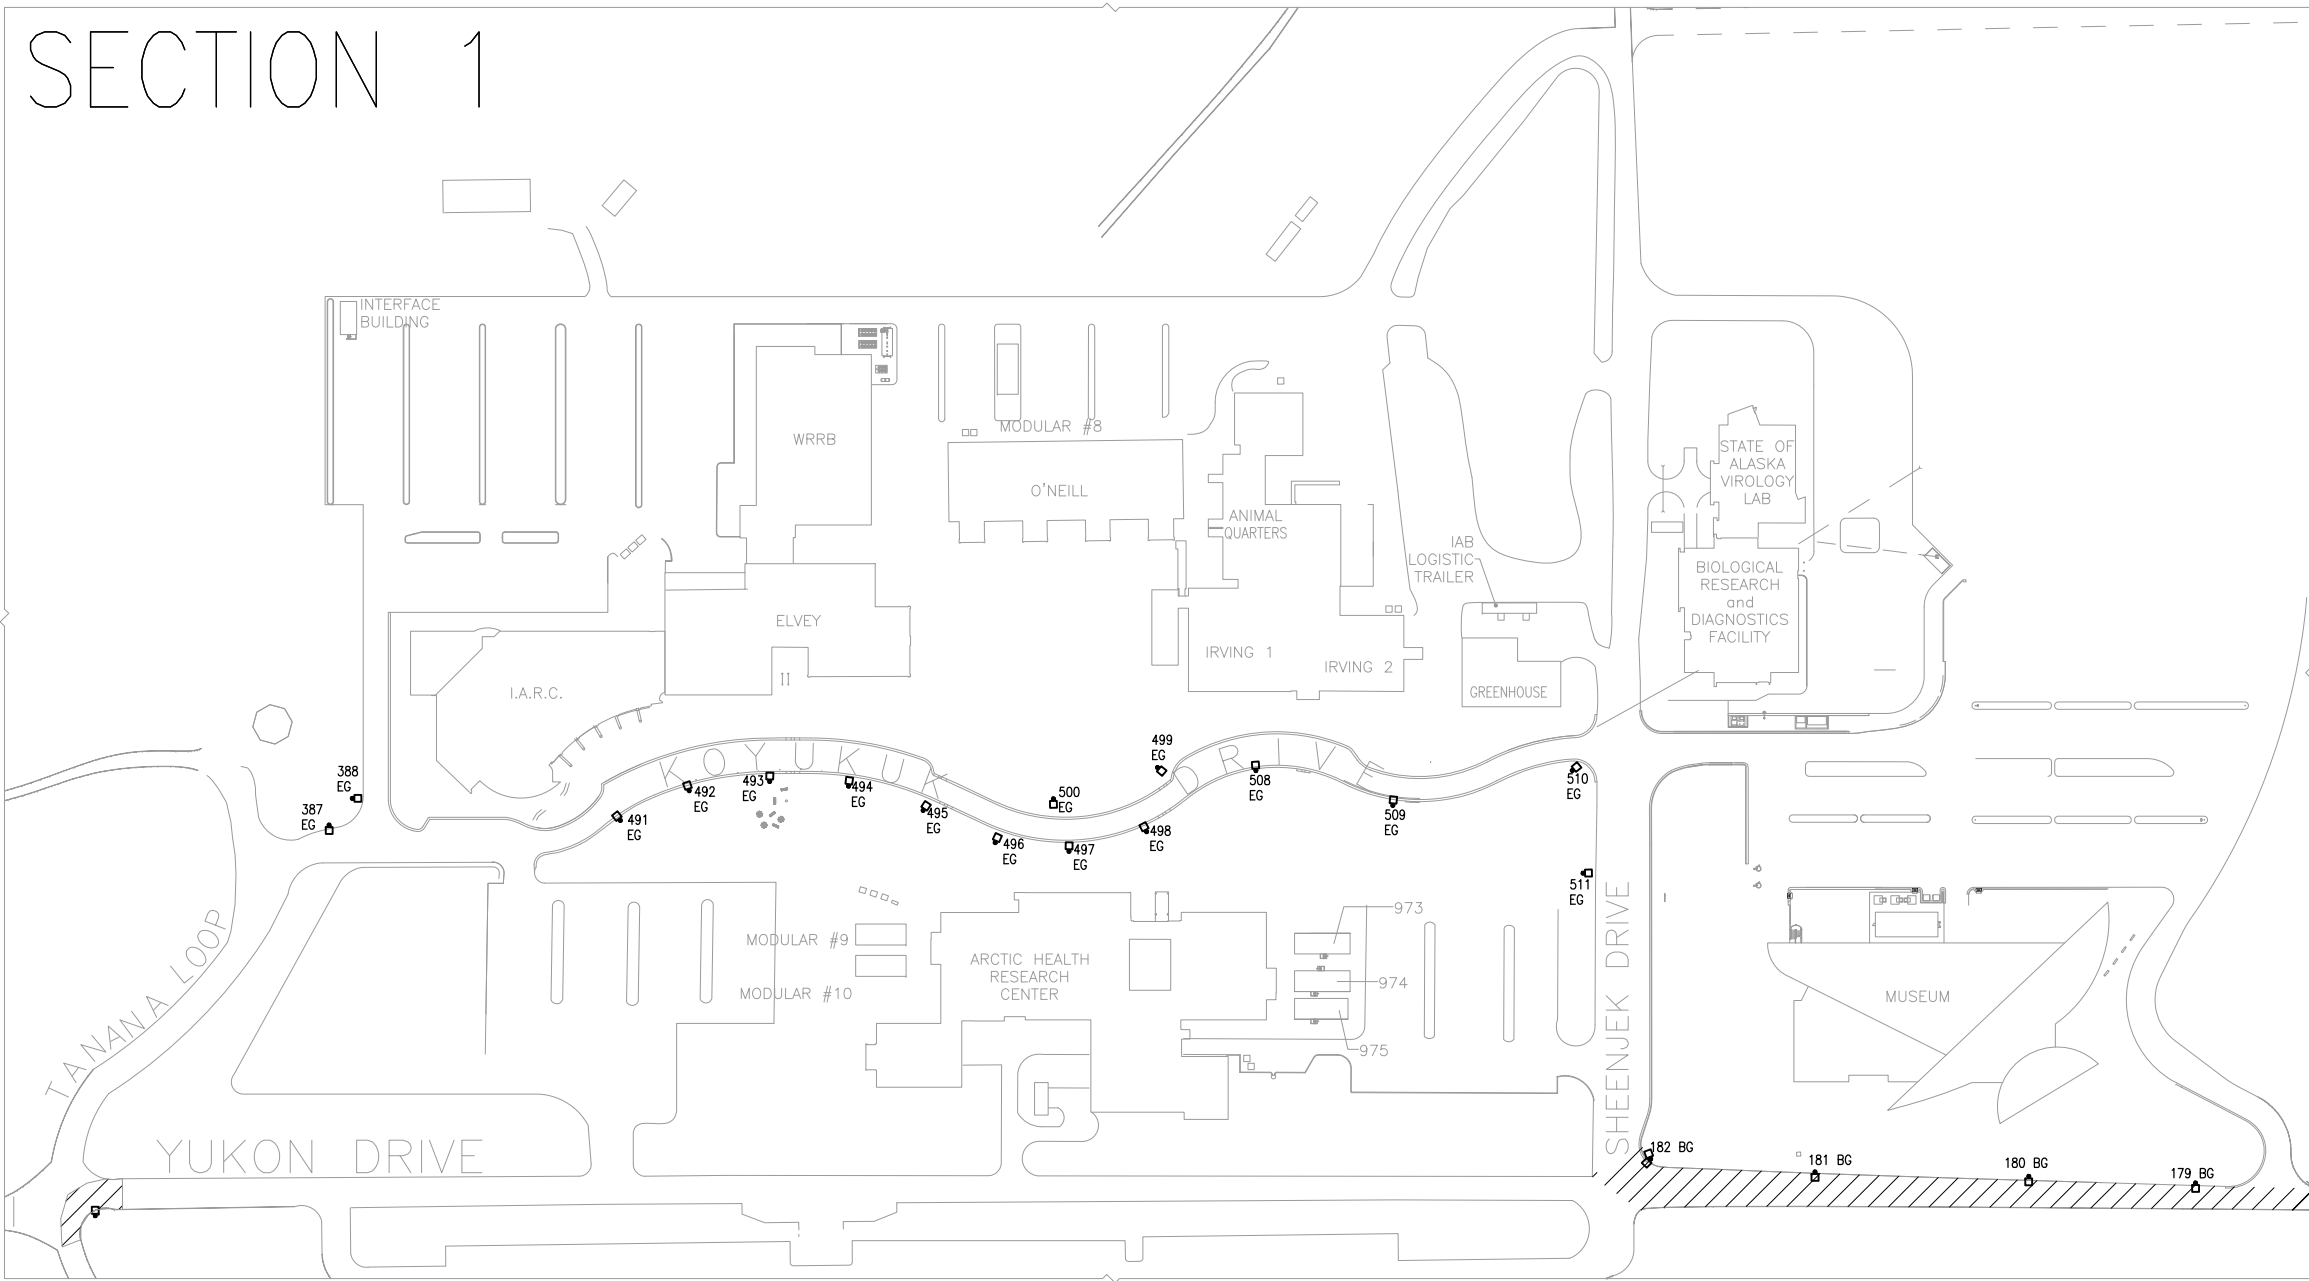 SECTION 1
INTERFACE
BUILDING
MODULAR #8
WRRB
O'NEILL
ANIMAL
QUARTERS
STATE OF
ALASKA
VIROLOGY
LAB
IAB
LOGISTIC
TRAILER
BIOLOGICAL
RESEARCH
and
DIAGNOSTICS
FACILITY
ELVEY
IRVING 1
IRVING 2
I.A.R.C.
GREENHOUSE
KOYUKUK DRIVE
388
EG
387
EG
491
EG
492
EG
493
EG
494
EG
495
EG
496
EG
497
EG
498
EG
499
EG
500
EG
508
EG
509
EG
510
EG
511
EG
TANANA LOOP
MODULAR #9
MODULAR #10
ARCTIC HEALTH
RESEARCH
CENTER
973
974
975
SHEENJEK DRIVE
MUSEUM
YUKON DRIVE
182 BG
181 BG
180 BG
179 BG